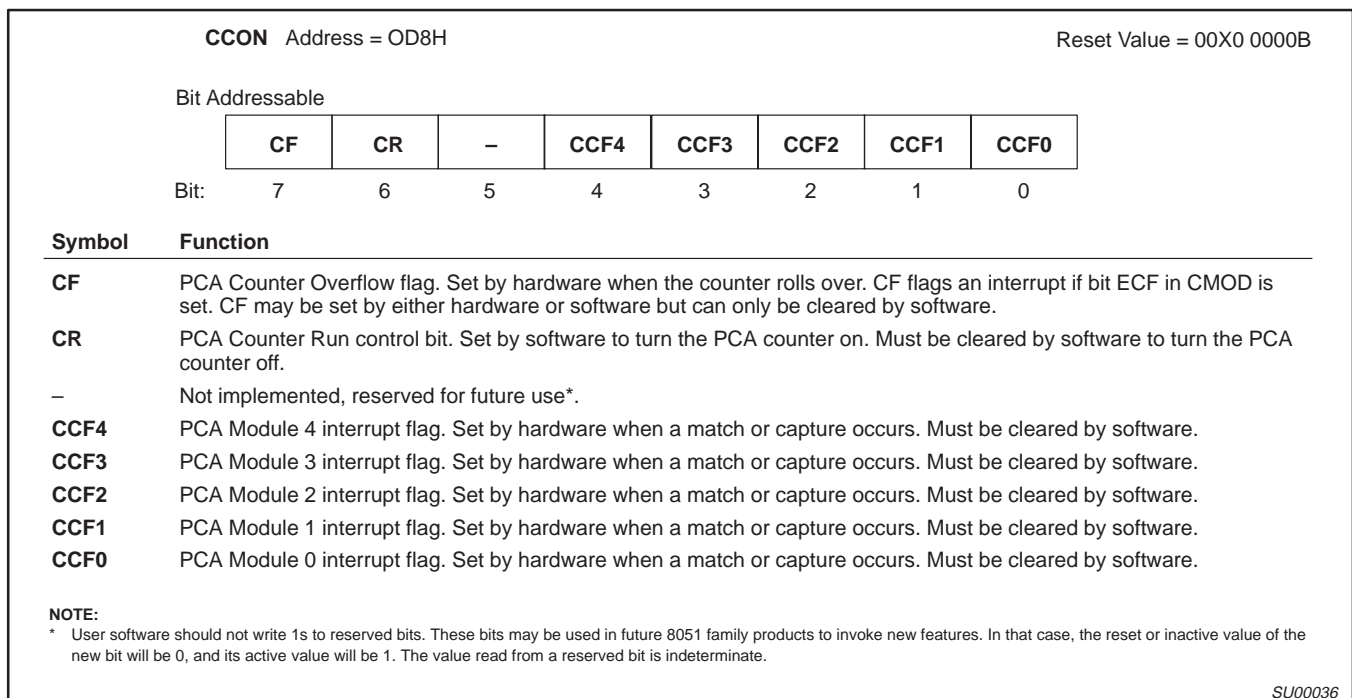 CCON Address = OD8H Reset Value = 00X0 0000B
Bit Addressable
CF CR – CCF4 CCF3 CCF2 CCF1 CCF0
Bit: 7 6 5 4 3 2 1 0
Symbol Function
CF PCA Counter Overflow flag. Set by hardware when the counter rolls over. CF flags an interrupt if bit ECF in CMOD is
set. CF may be set by either hardware or software but can only be cleared by software.
CR PCA Counter Run control bit. Set by software to turn the PCA counter on. Must be cleared by software to turn the PCA
counter off.
– Not implemented, reserved for future use*.
CCF4 PCA Module 4 interrupt flag. Set by hardware when a match or capture occurs. Must be cleared by software.
CCF3 PCA Module 3 interrupt flag. Set by hardware when a match or capture occurs. Must be cleared by software.
CCF2 PCA Module 2 interrupt flag. Set by hardware when a match or capture occurs. Must be cleared by software.
CCF1 PCA Module 1 interrupt flag. Set by hardware when a match or capture occurs. Must be cleared by software.
CCF0 PCA Module 0 interrupt flag. Set by hardware when a match or capture occurs. Must be cleared by software.
NOTE:
* User software should not write 1s to reserved bits. These bits may be used in future 8051 family products to invoke new features. In that case, the reset or inactive value of the
new bit will be 0, and its active value will be 1. The value read from a reserved bit is indeterminate.
SU00036